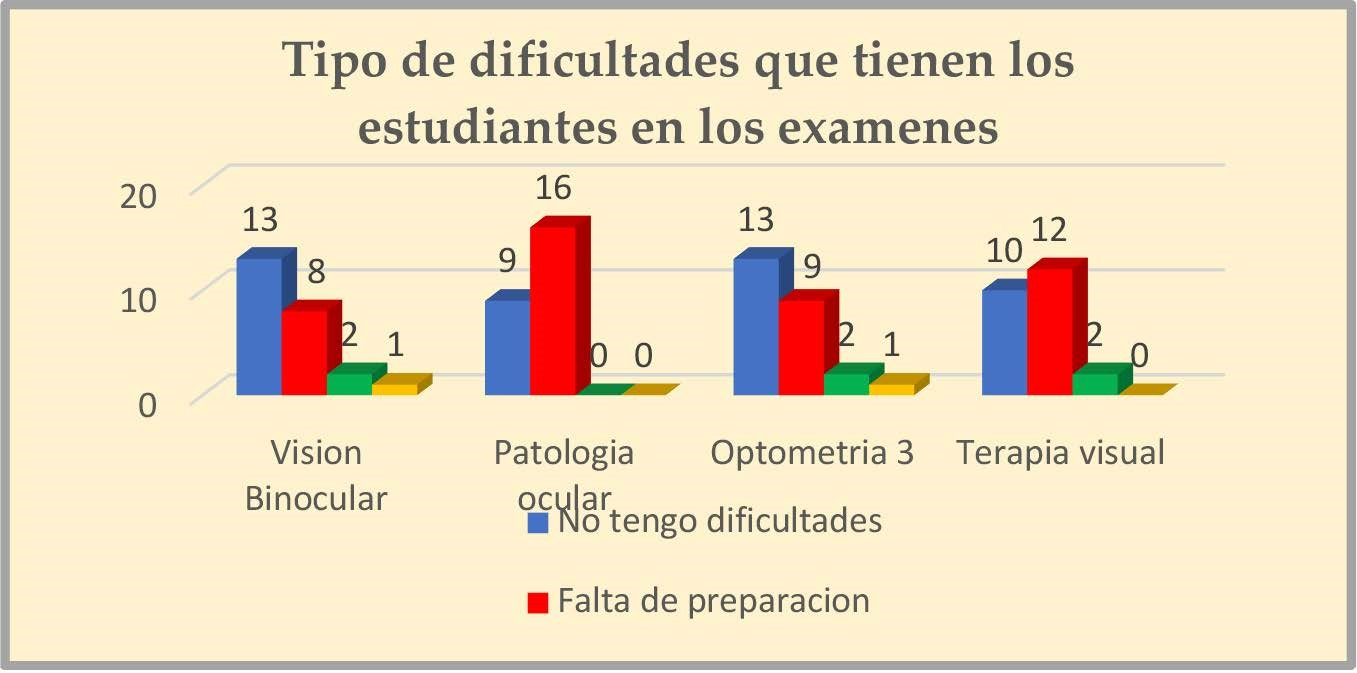 Tipo de dificultades que tienen los
estudiantes en los examenes
20
10
0
13 8 2 1
9 16 0 0
13 9 2 1
10 12 2 0
Vision
Binocular
Patologia
ocular
Optometria 3
Terapia visual
No tengo dificultades
Falta de preparacion